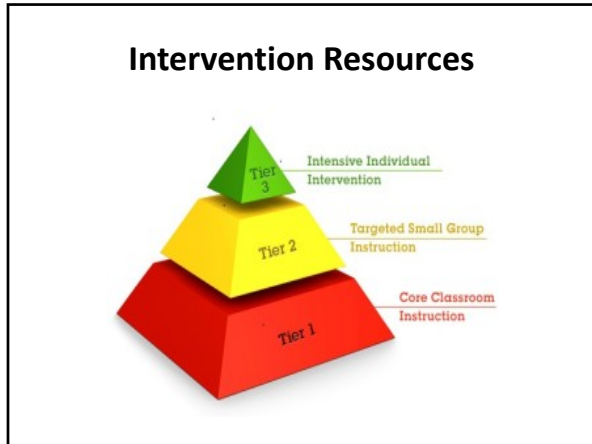 Intervention Resources
Tier
3
Intensive Individual
Intervention
Tier 2
Targeted Small Group
Instruction
Core Classroom
Instruction
Tier 1